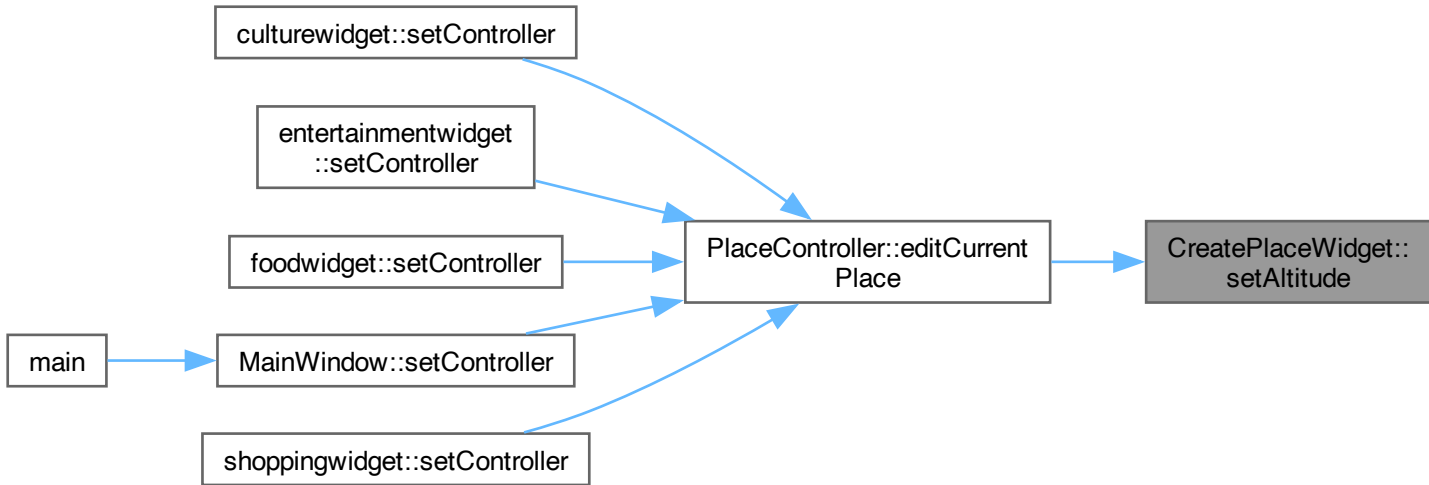 culturewidget::setController
entertainmentwidget
::setController
foodwidget::setController
main
MainWindow::setController
shoppingwidget::setController
PlaceController::editCurrent
Place
CreatePlaceWidget::
setAltitude